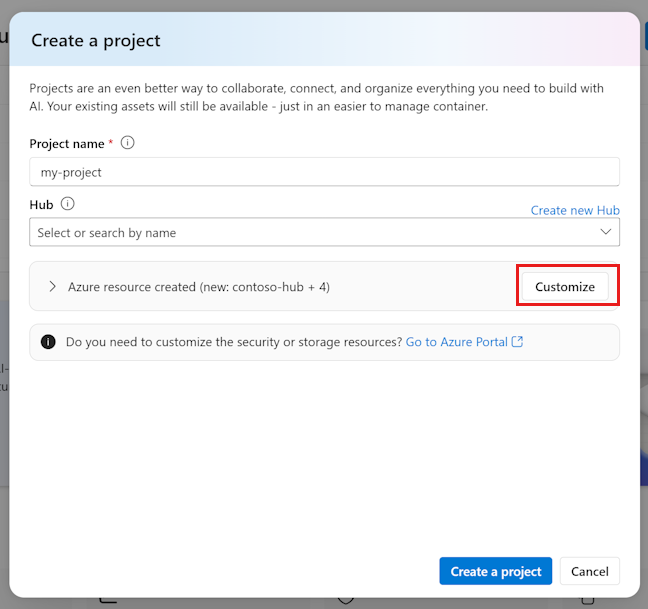 Create a project
Projects are an even better way to collaborate, connect, and organize everything you need to build with
AI. Your existing assets will still be available - just in an easier to manage container.
Project name *
my-project
Hub
Create new Hub
Select or search by name
Azure resource created (new: contoso-hub + 4)
Customize
Do you need to customize the security or storage resources? Go to Azure Portal
Create a project
Cancel